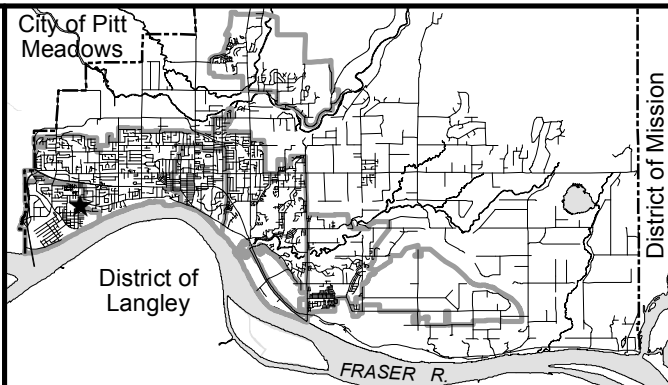 City of Pitt
Meadows
District of Mission
District of
Langley
FRASER R.